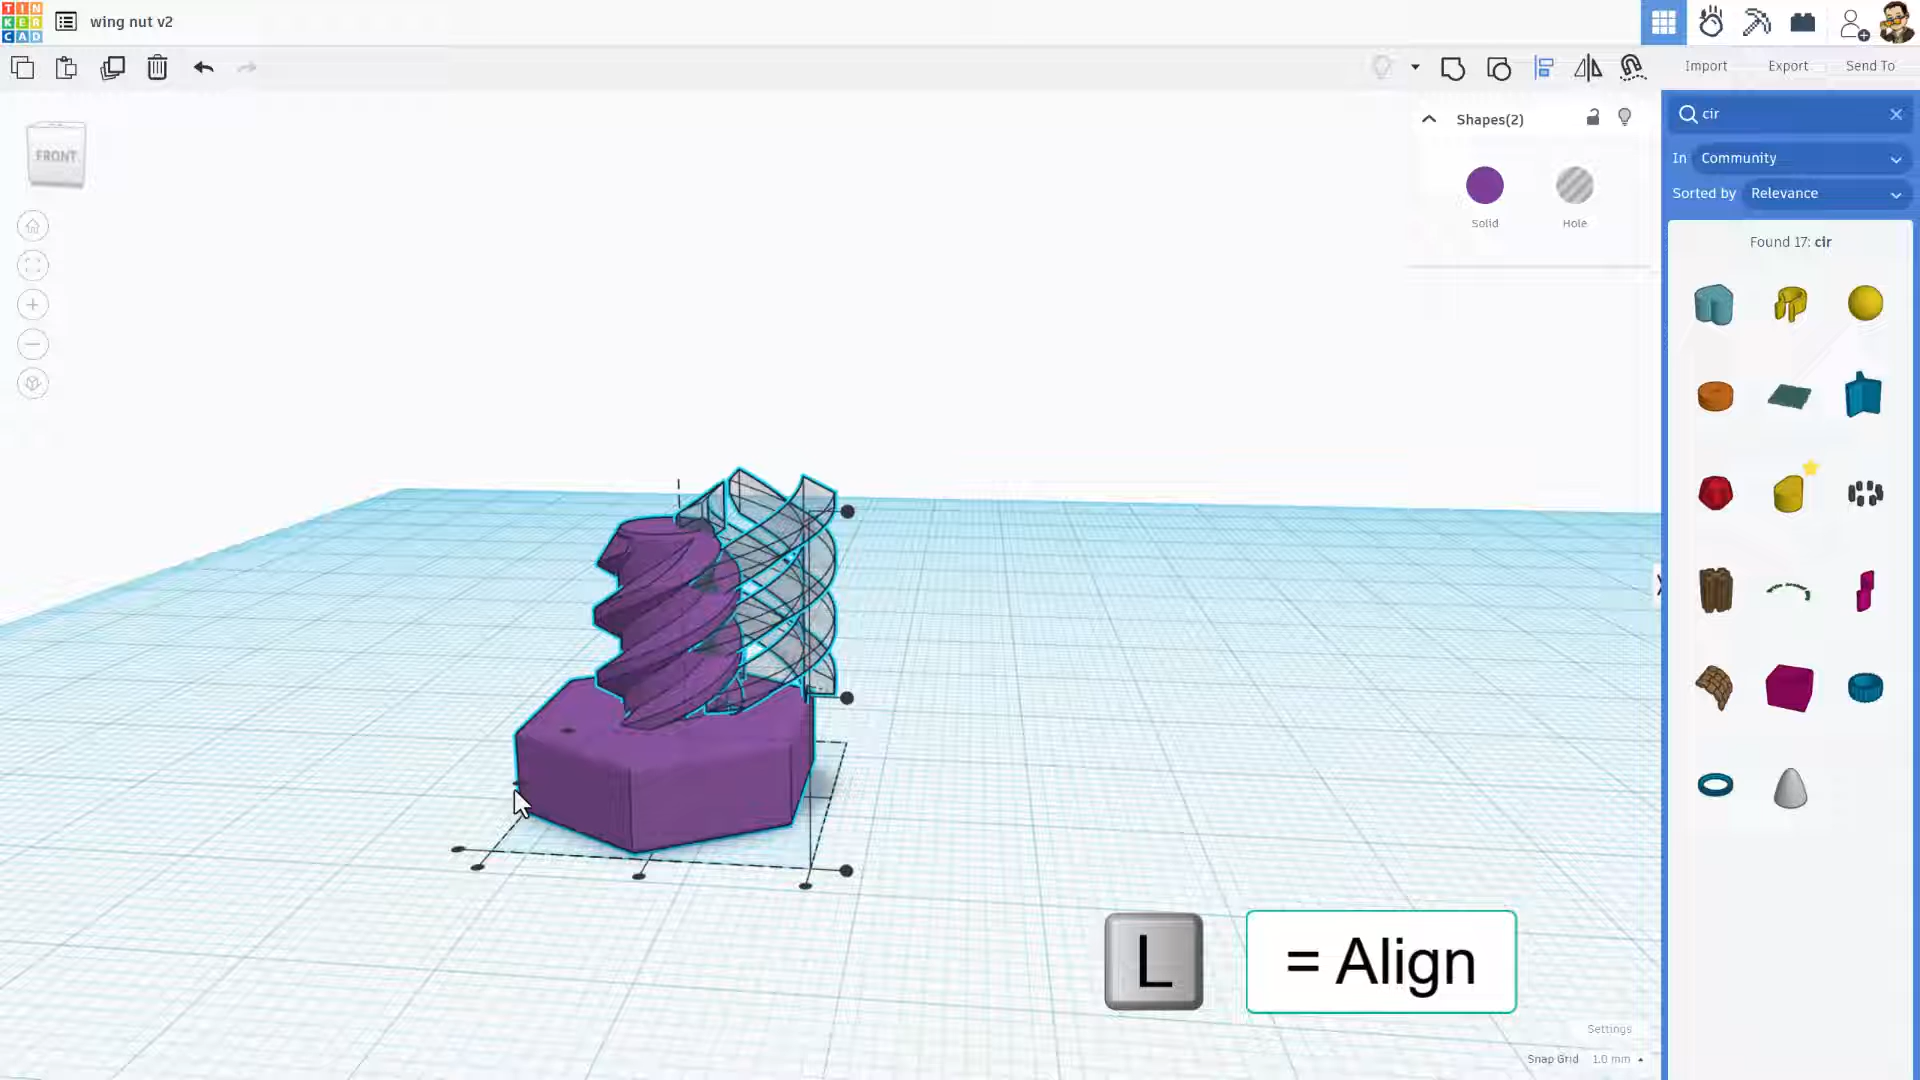 TIN
KER
CAD
wing nut v2
Import
Export
Send To
FRONT
Shapes(2)
Solid
Hole
cir
In
Community
Sorted by
Relevance
Found 17: cir
L
= Align
Settings
Snap Grid
1.0 mm